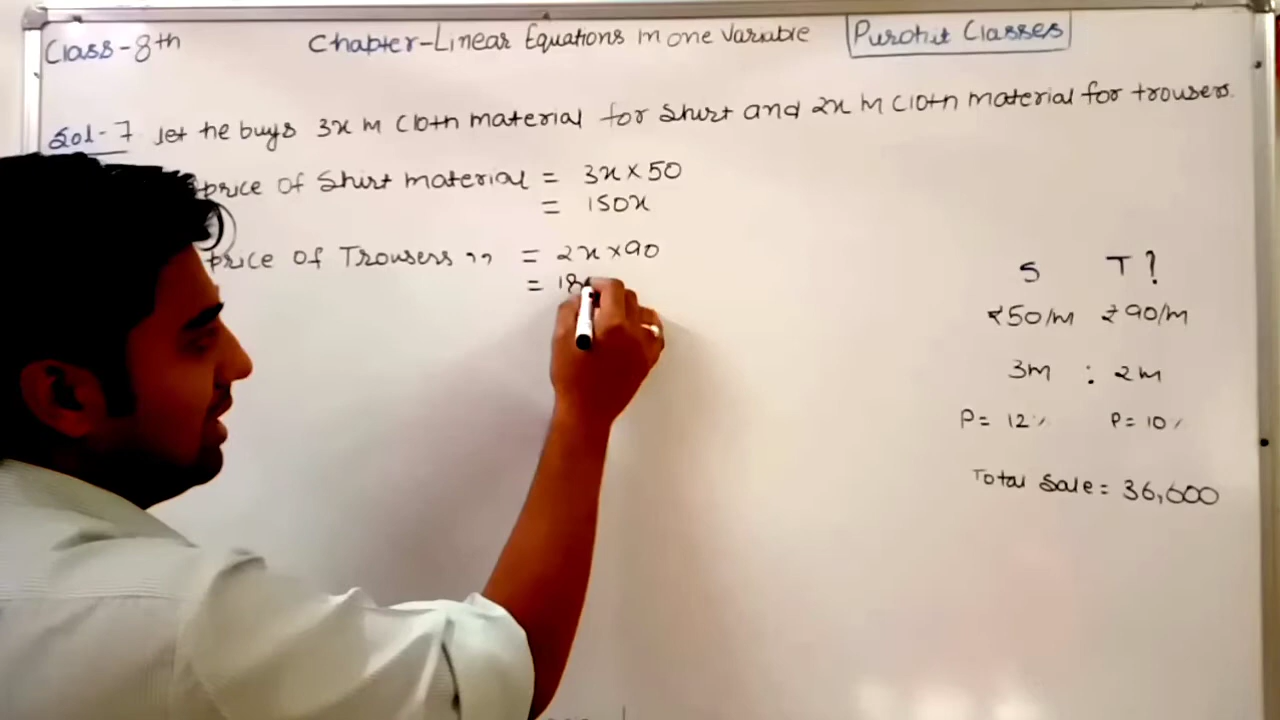 Class-8th Chapter-Linear Equations in one Variable Purohit Classes
Sol-7 Let he buys 3x m Cloth material for Shirt and 2x m Cloth material for trousers.
price of Shirt material = 3x×50
= 150x
price of Trousers ,, = 2x×90
= 18
S T?
₹50/m ₹90/m
3m : 2m
P= 12% P= 10%
Total Sale = 36,600